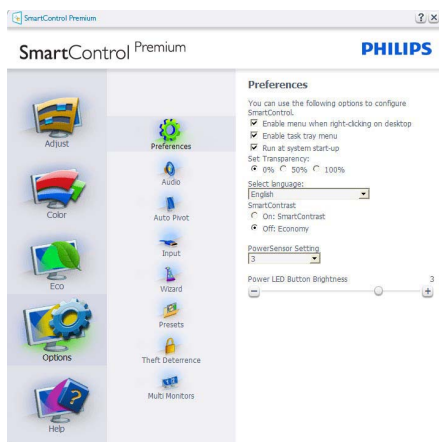 SmartControl Premium
SmartControl Premium
PHILIPS
Adjust
Color
Eco
Options
Help
Preferences
Audio
Auto Pivot
Input
Wizard
Presets
Theft Deterrence
Multi Monitors
Preferences
You can use the following options to configure
SmartControl.
Enable menu when right-clicking on desktop
Enable task tray menu
Run at system start-up
Set Transparency:
0% 50% 100%
Select language:
English
SmartContrast
On: SmartContrast
Off: Economy
PowerSensor Setting
3
Power LED Button Brightness 3